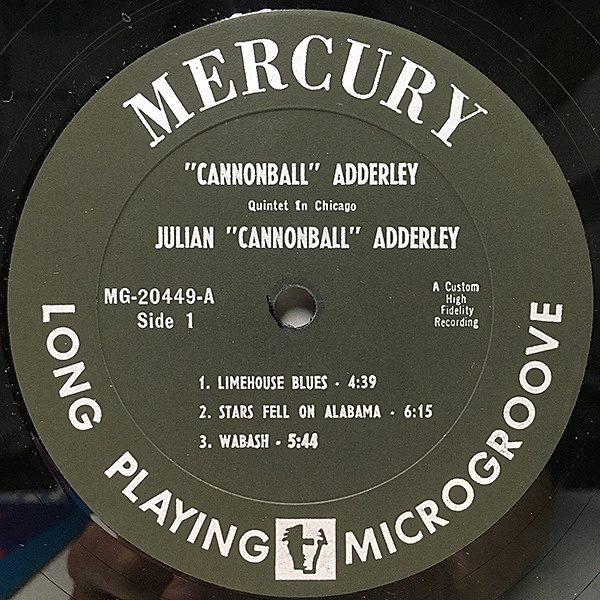 MERCURY
"CANNONBALL" ADDERLEY
Quintet In Chicago
JULIAN "CANNONBALL" ADDERLEY
MG-20449-A
Side 1
A Custom
High
Fidelity
Recording
1. LIMEHOUSE BLUES - 4:39
2. STARS FELL ON ALABAMA - 6:15
3. WABASH - 5:44
LONG PLAYING MICROGROOVE